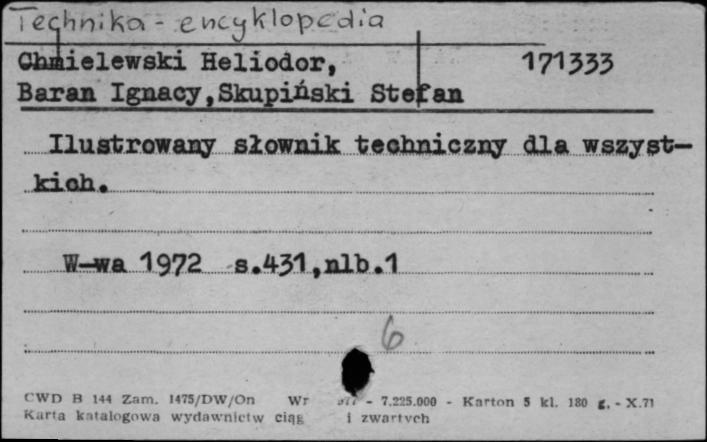 Technika - encyklopedia
Chmielewski Heliodor, 171333
Baran Ignacy,Skupiński Stefan
Ilustrowany słownik techniczny dla wszyst-
kich.
W-wa 1972 s.431,nlb.1
6
CWD B 144 Zam. 1475/DW/On Wr - 7.225.000 - Karton 5 kl. 180 g. - X.71
Karta katalogowa wydawnictw ciąg i zwartych